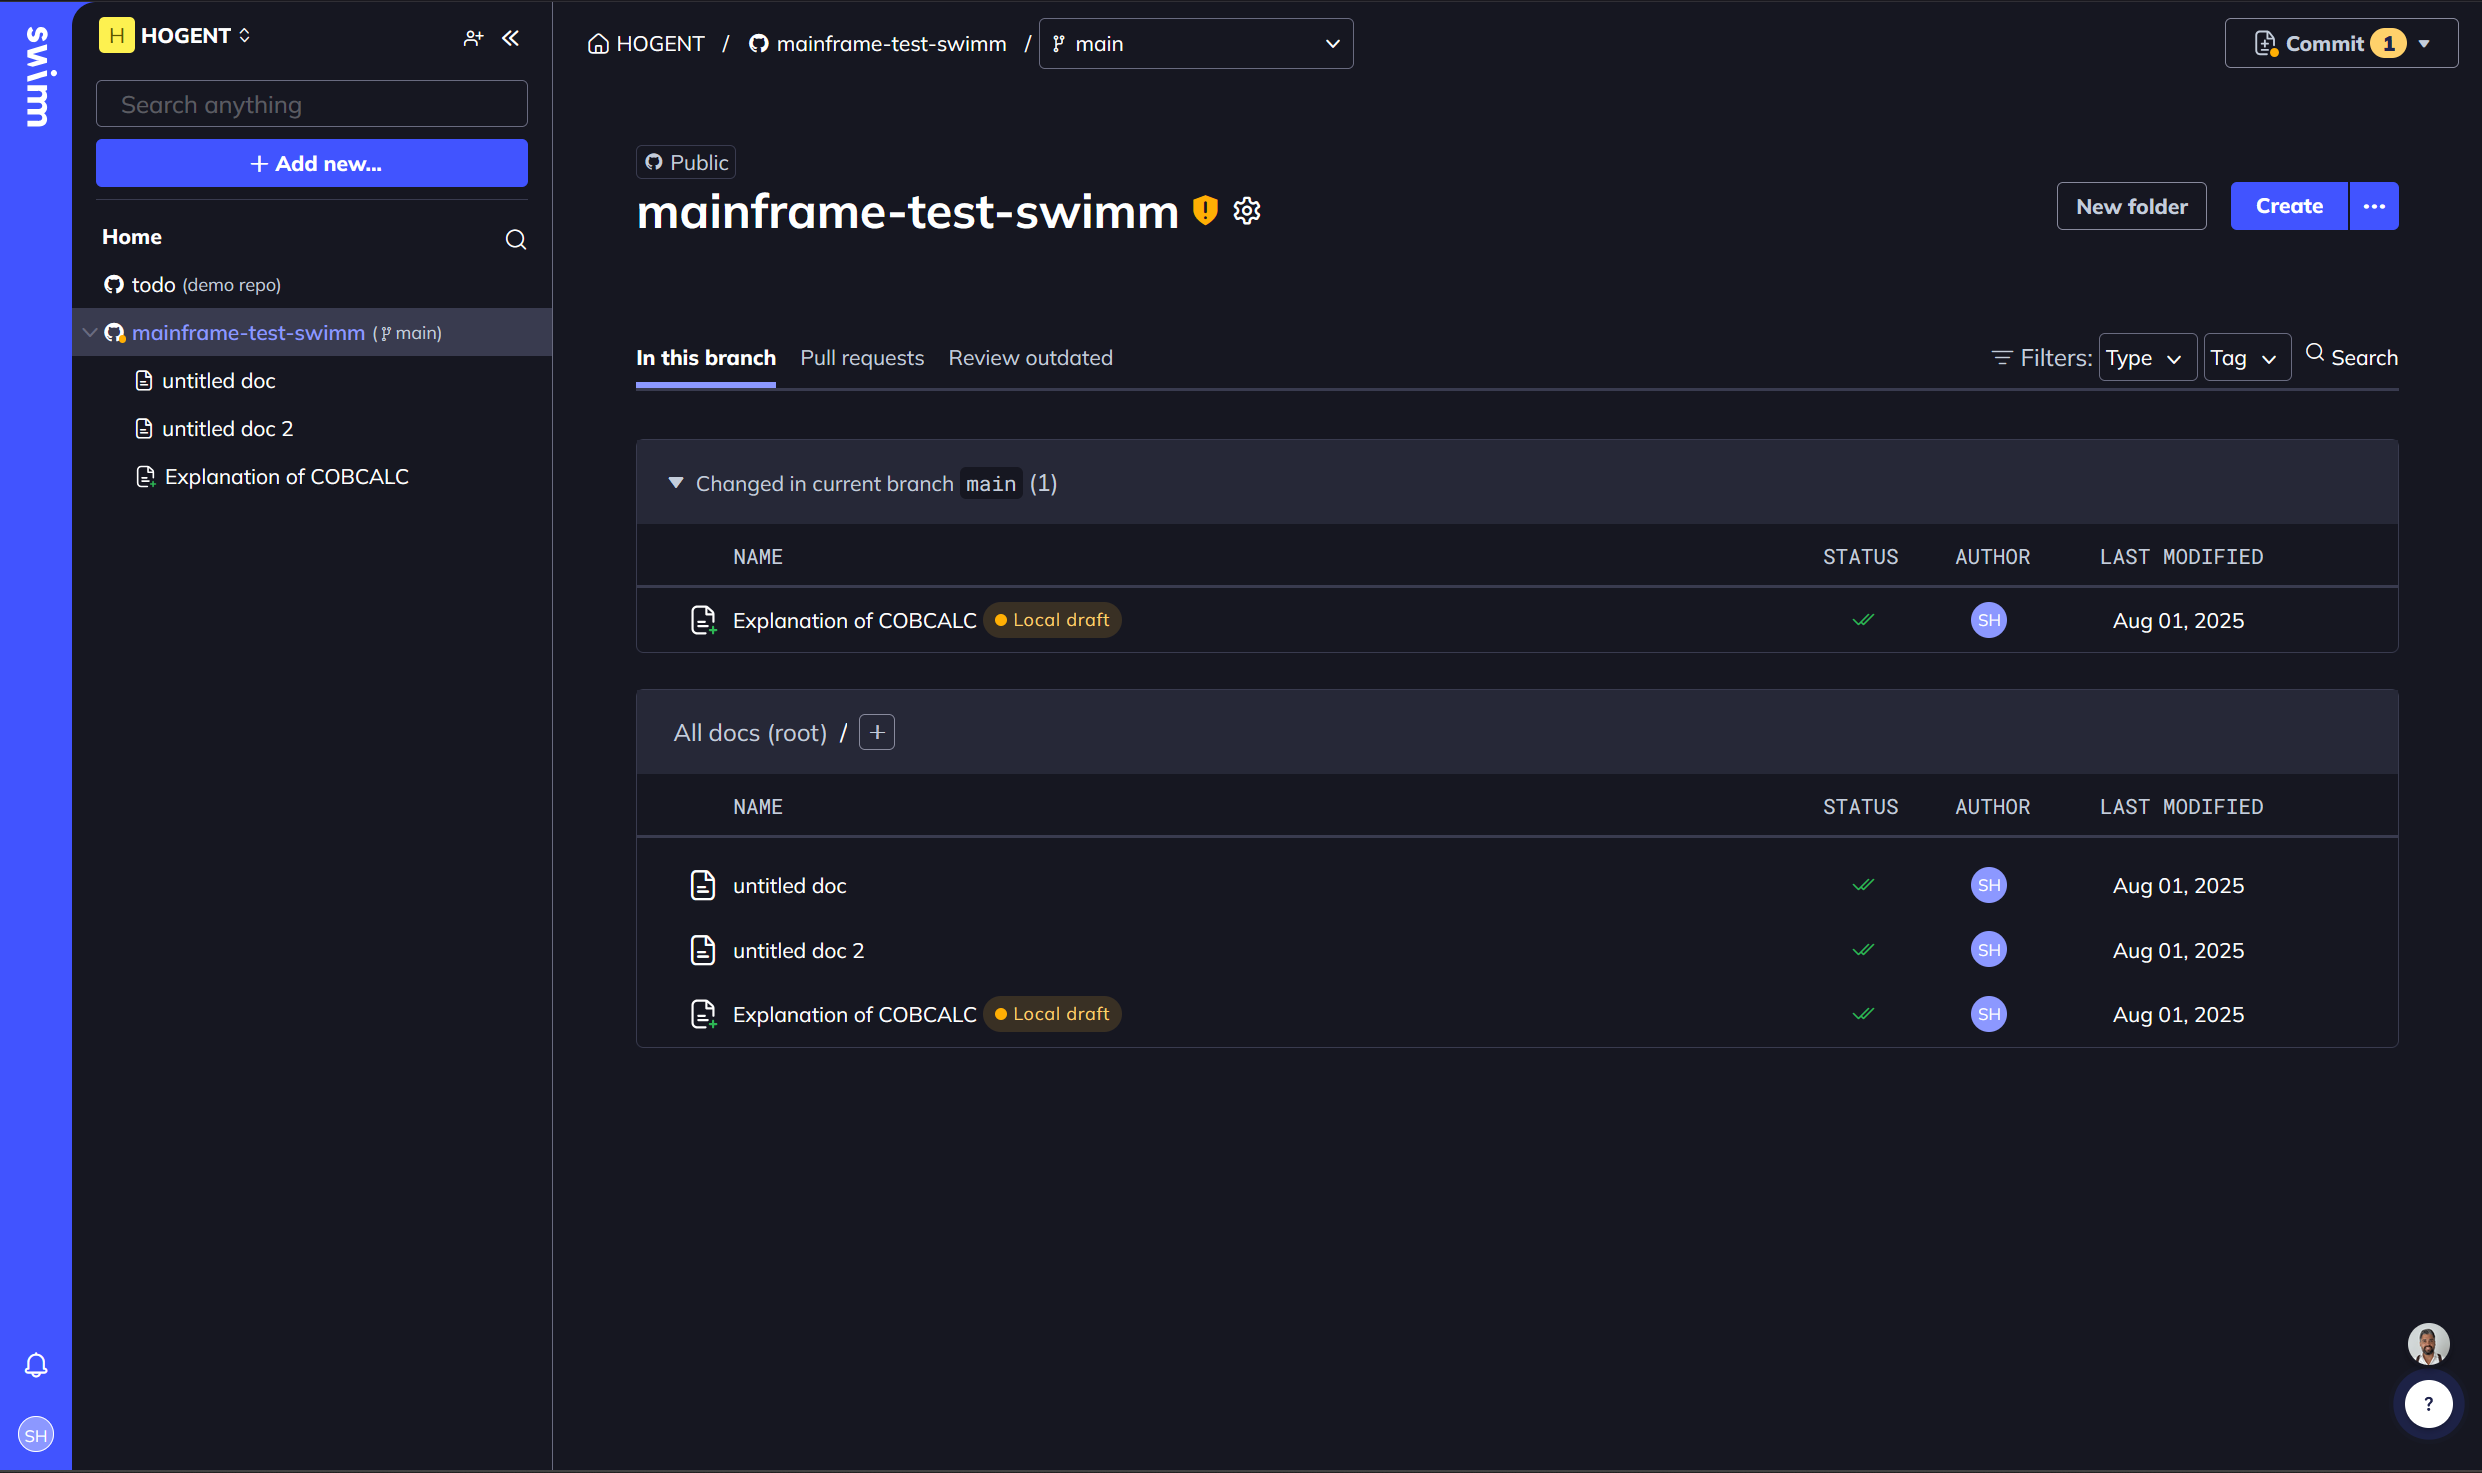 swimm
H HOGENT
Search anything
+ Add new...
Home
todo (demo repo)
mainframe-test-swimm (main)
untitled doc
untitled doc 2
Explanation of COBCALC
SH
HOGENT / mainframe-test-swimm / main
Commit 1
Public
mainframe-test-swimm
New folder
Create
In this branch Pull requests Review outdated
Filters: Type Tag Search
Changed in current branch main (1)
NAME STATUS AUTHOR LAST MODIFIED
Explanation of COBCALC Local draft SH Aug 01, 2025
All docs (root) / +
NAME STATUS AUTHOR LAST MODIFIED
untitled doc SH Aug 01, 2025
untitled doc 2 SH Aug 01, 2025
Explanation of COBCALC Local draft SH Aug 01, 2025
?